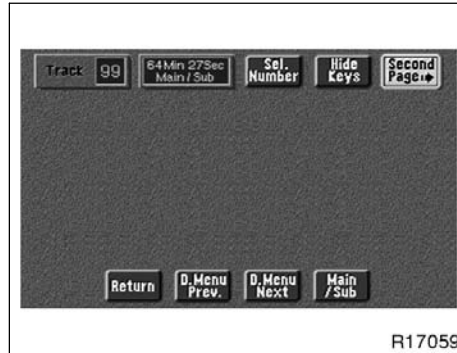 Track 99
64Min 27Sec
Main / Sub
Sel.
Number
Hide
Keys
Second
Page
Return
D.Menu
Prev.
D.Menu
Next
Main
/Sub
R17059